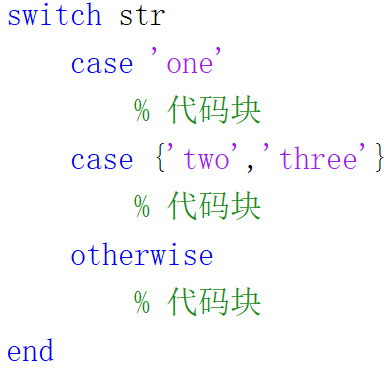 switch str
    case 'one'
        % 代码块
    case {'two','three'}
        % 代码块
    otherwise
        % 代码块
end